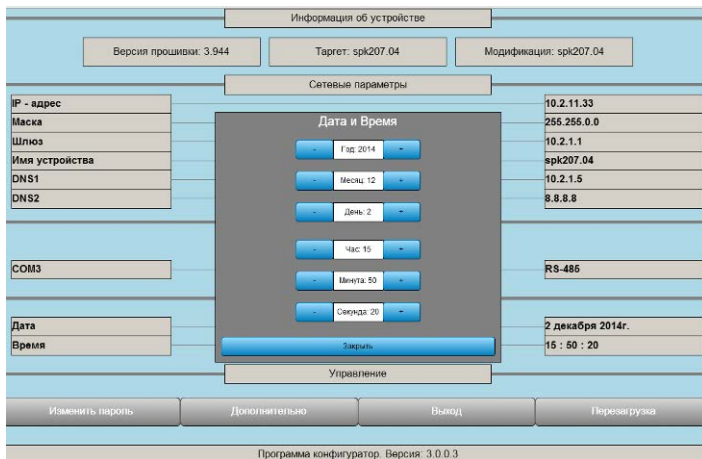 Информация об устройстве
Версия прошивки: 3.944
Таргет: spk207.04
Модификация: spk207.04
Сетевые параметры
IP - адрес 10.2.11.33
Маска 255.255.0.0
Шлюз 10.2.1.1
Имя устройства spk207.04
DNS1 10.2.1.5
DNS2 8.8.8.8
Дата и Время
- Год: 2014 +
- Месяц: 12 +
- День: 2 +
- Час: 15 +
- Минута: 50 +
- Секунда: 20 +
Закрыть
COM3 RS-485
Дата 2 декабря 2014г.
Время 15 : 50 : 20
Управление
Изменить пароль
Дополнительно
Выход
Перезагрузка
Программа конфигуратор. Версия: 3.0.0.3